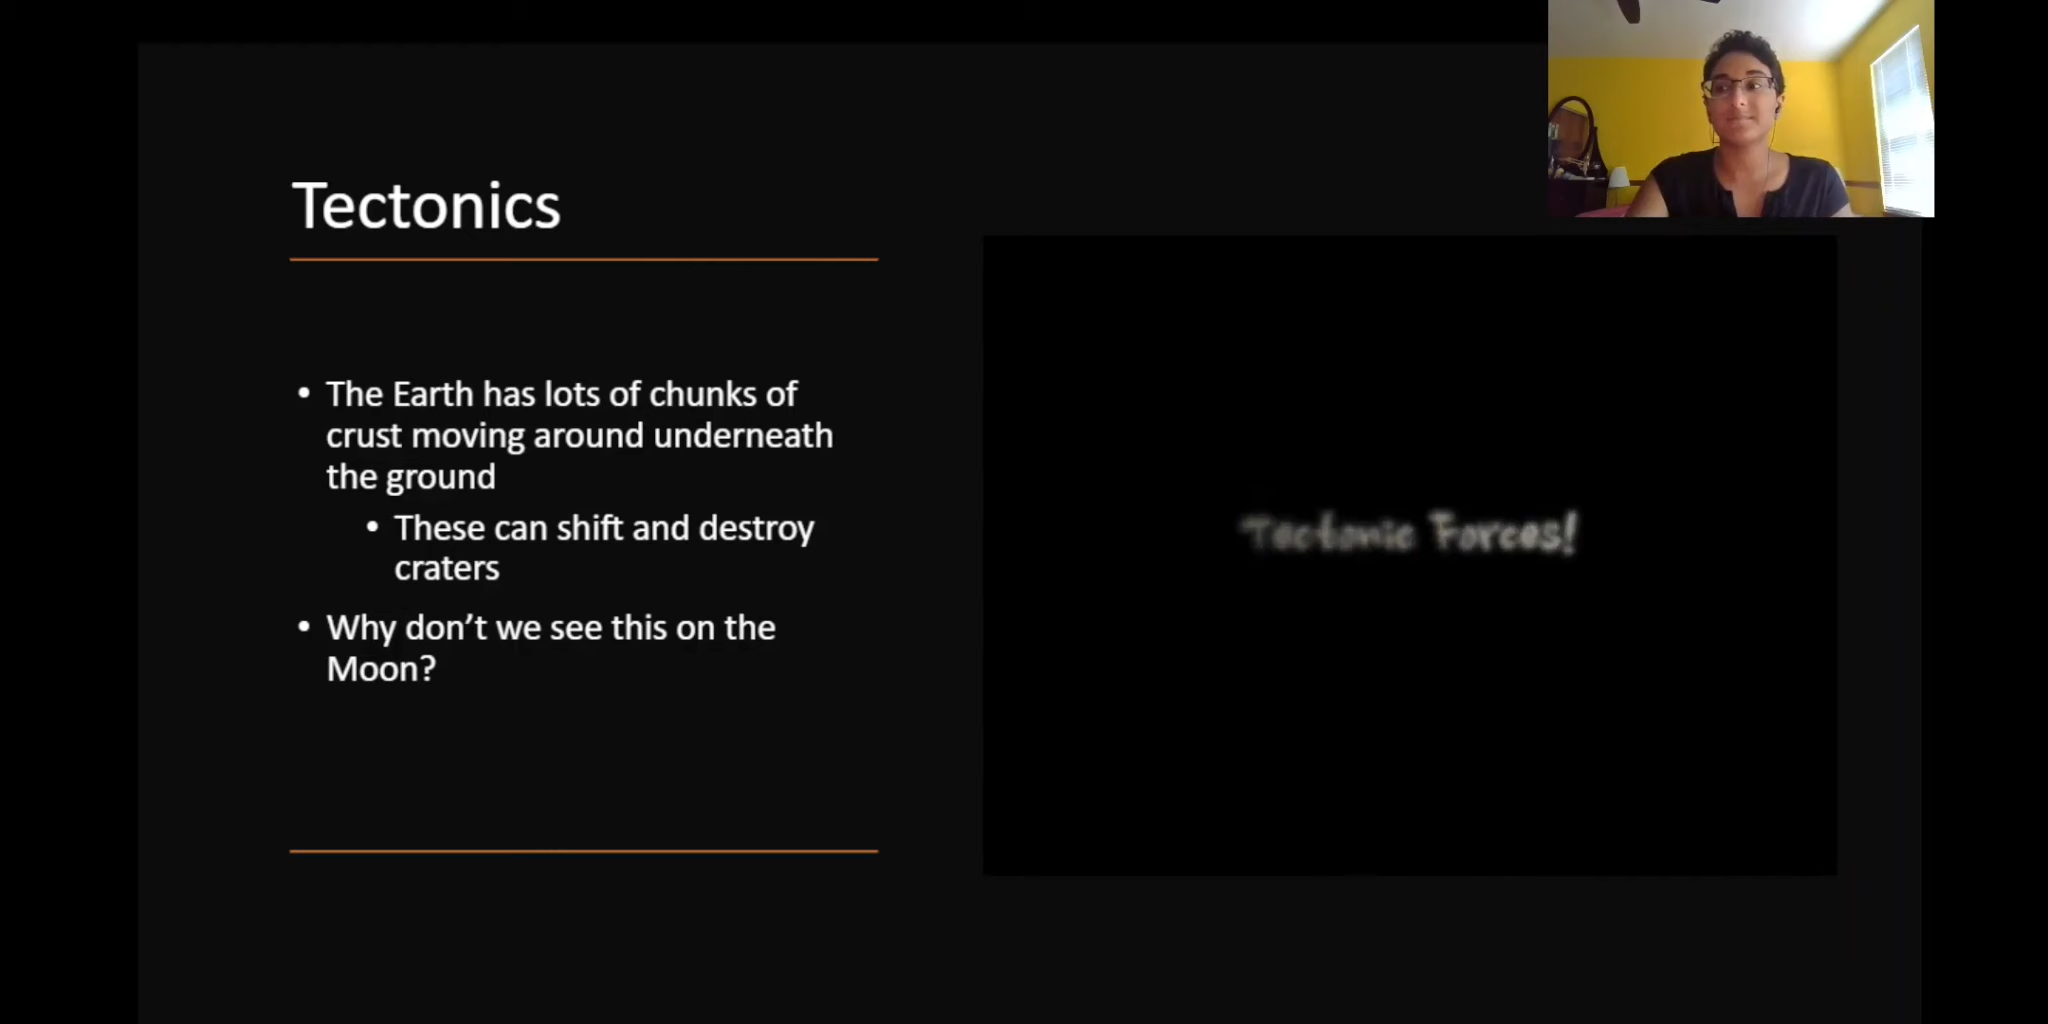 Tectonics
• The Earth has lots of chunks of
crust moving around underneath
the ground
• These can shift and destroy
craters
• Why don’t we see this on the
Moon?
Tectonic Forces!